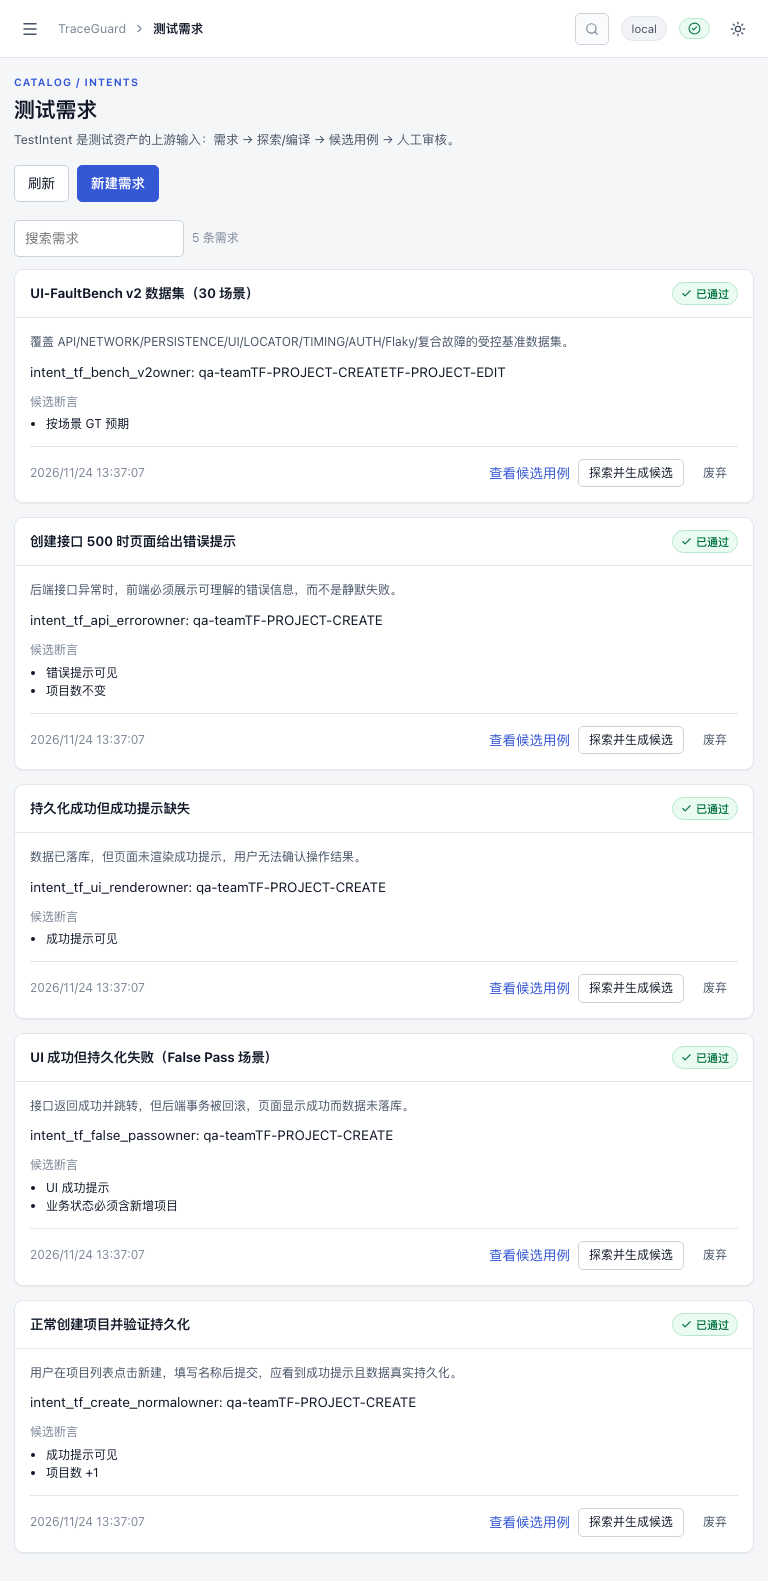 TraceGuard > 测试需求
local
CATALOG / INTENTS
测试需求
TestIntent 是测试资产的上游输入：需求 → 探索/编译 → 候选用例 → 人工审核。
刷新 新建需求
搜索需求 5 条需求
UI-FaultBench v2 数据集（30 场景） 已通过
覆盖 API/NETWORK/PERSISTENCE/UI/LOCATOR/TIMING/AUTH/Flaky/复合故障的受控基准数据集。
intent_tf_bench_v2owner: qa-teamTF-PROJECT-CREATETF-PROJECT-EDIT
候选断言
• 按场景 GT 预期
2026/11/24 13:37:07 查看候选用例 探索并生成候选 废弃
创建接口 500 时页面给出错误提示 已通过
后端接口异常时，前端必须展示可理解的错误信息，而不是静默失败。
intent_tf_api_errorowner: qa-teamTF-PROJECT-CREATE
候选断言
• 错误提示可见
• 项目数不变
2026/11/24 13:37:07 查看候选用例 探索并生成候选 废弃
持久化成功但成功提示缺失 已通过
数据已落库，但页面未渲染成功提示，用户无法确认操作结果。
intent_tf_ui_renderowner: qa-teamTF-PROJECT-CREATE
候选断言
• 成功提示可见
2026/11/24 13:37:07 查看候选用例 探索并生成候选 废弃
UI 成功但持久化失败（False Pass 场景） 已通过
接口返回成功并跳转，但后端事务被回滚，页面显示成功而数据未落库。
intent_tf_false_passowner: qa-teamTF-PROJECT-CREATE
候选断言
• UI 成功提示
• 业务状态必须含新增项目
2026/11/24 13:37:07 查看候选用例 探索并生成候选 废弃
正常创建项目并验证持久化 已通过
用户在项目列表点击新建，填写名称后提交，应看到成功提示且数据真实持久化。
intent_tf_create_normalowner: qa-teamTF-PROJECT-CREATE
候选断言
• 成功提示可见
• 项目数 +1
2026/11/24 13:37:07 查看候选用例 探索并生成候选 废弃